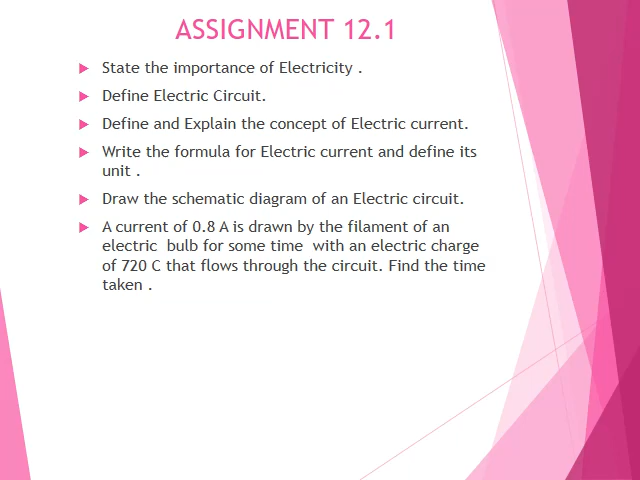 ASSIGNMENT 12.1
State the importance of Electricity .
Define Electric Circuit.
Define and Explain the concept of Electric current.
Write the formula for Electric current and define its
unit .
Draw the schematic diagram of an Electric circuit.
A current of 0.8 A is drawn by the filament of an
electric  bulb for some time  with an electric charge
of 720 C that flows through the circuit. Find the time
taken .